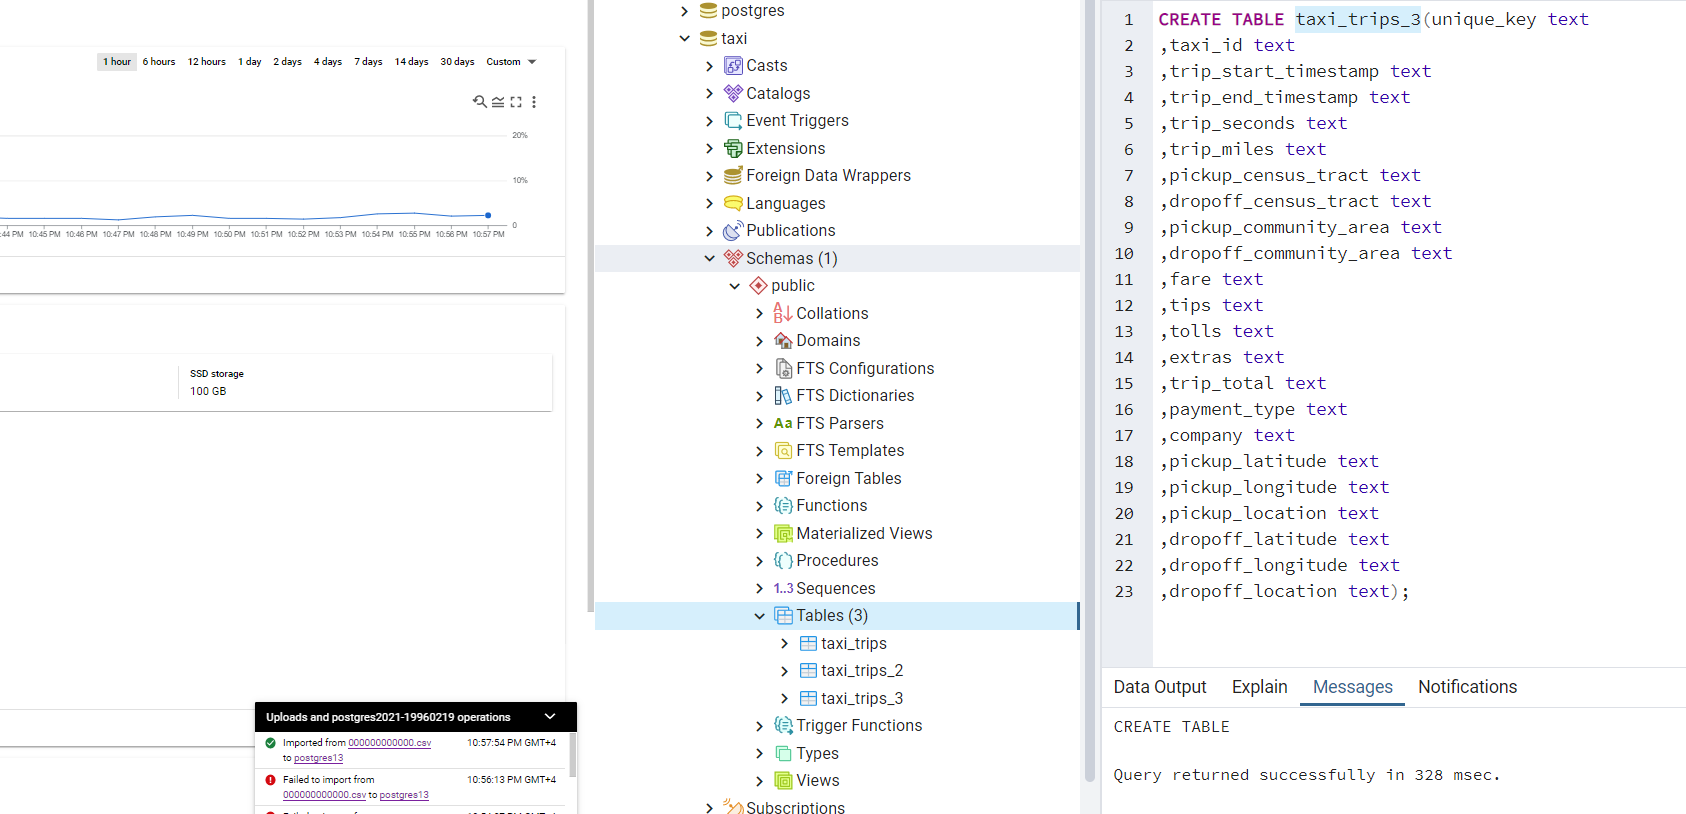 1 hour 6 hours 12 hours 1 day 2 days 4 days 7 days 14 days 30 days Custom
20%
10%
0
:44 PM 10:45 PM 10:46 PM 10:47 PM 10:48 PM 10:49 PM 10:50 PM 10:51 PM 10:52 PM 10:53 PM 10:54 PM 10:55 PM 10:56 PM 10:57 PM
SSD storage
100 GB
Uploads and postgres2021-19960219 operations
Imported from 000000000000.csv 10:57:54 PM GMT+4
to postgres13
Failed to import from 10:56:13 PM GMT+4
000000000000.csv to postgres13
postgres
taxi
Casts
Catalogs
Event Triggers
Extensions
Foreign Data Wrappers
Languages
Publications
Schemas (1)
public
Collations
Domains
FTS Configurations
FTS Dictionaries
Aa FTS Parsers
FTS Templates
Foreign Tables
Functions
Materialized Views
Procedures
1..3 Sequences
Tables (3)
taxi_trips
taxi_trips_2
taxi_trips_3
Trigger Functions
Types
Views
Subscriptions
1 CREATE TABLE taxi_trips_3(unique_key text
2 ,taxi_id text
3 ,trip_start_timestamp text
4 ,trip_end_timestamp text
5 ,trip_seconds text
6 ,trip_miles text
7 ,pickup_census_tract text
8 ,dropoff_census_tract text
9 ,pickup_community_area text
10 ,dropoff_community_area text
11 ,fare text
12 ,tips text
13 ,tolls text
14 ,extras text
15 ,trip_total text
16 ,payment_type text
17 ,company text
18 ,pickup_latitude text
19 ,pickup_longitude text
20 ,pickup_location text
21 ,dropoff_latitude text
22 ,dropoff_longitude text
23 ,dropoff_location text);
Data Output Explain Messages Notifications
CREATE TABLE
Query returned successfully in 328 msec.